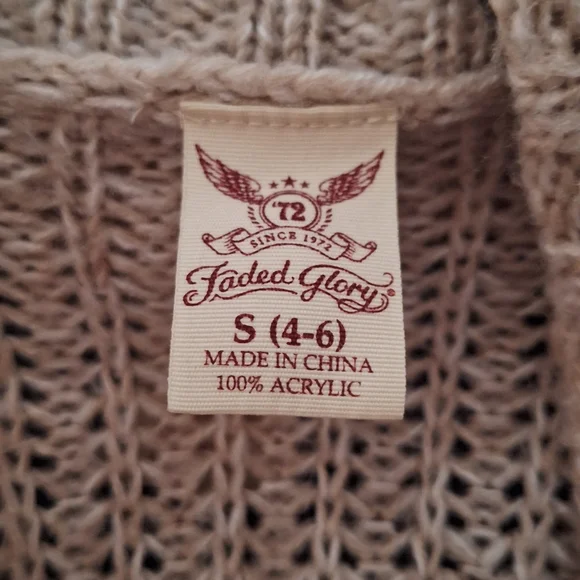 '72
SINCE 1972
Faded Glory®
S (4-6)
MADE IN CHINA
100% ACRYLIC